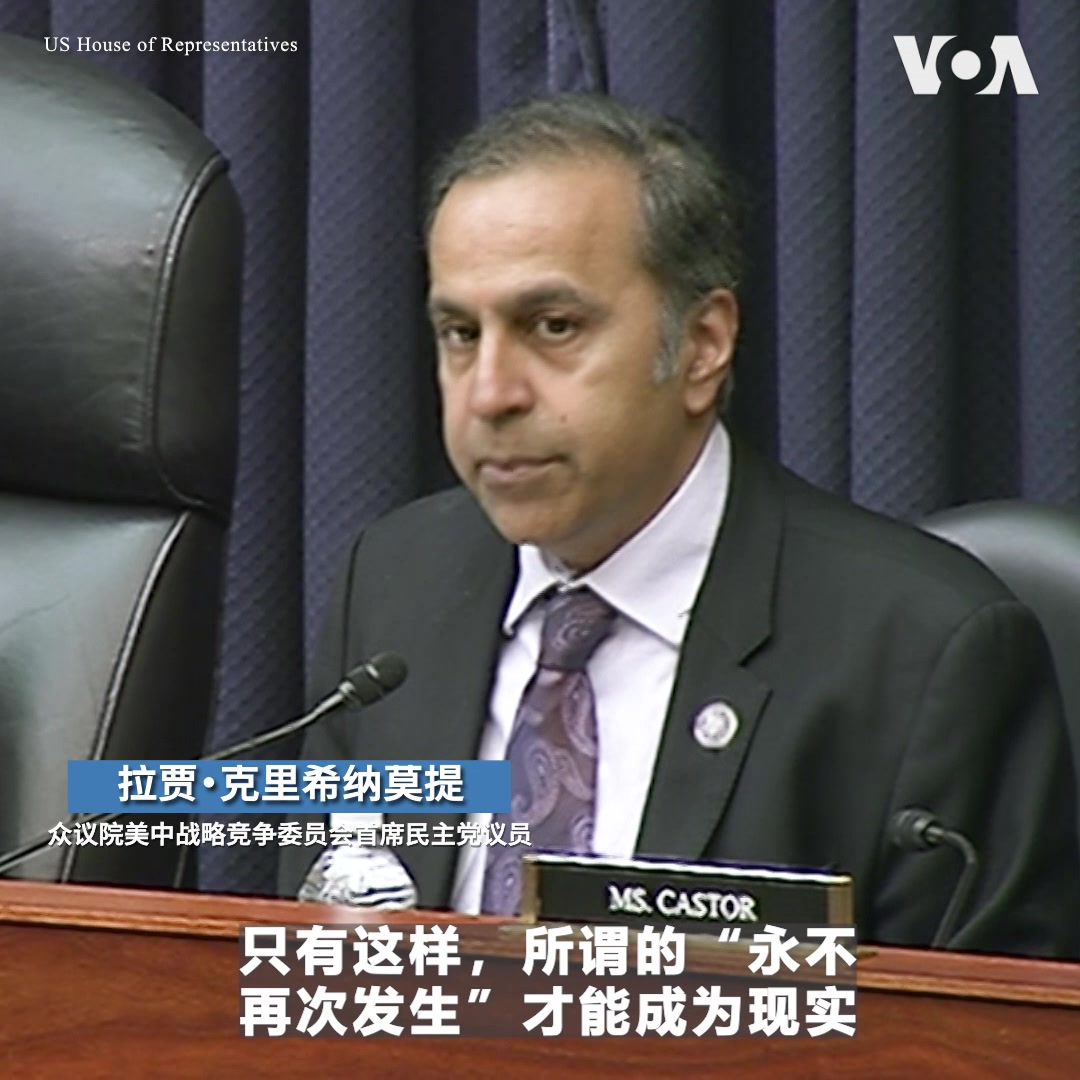 US House of Representatives
VOA
拉贾·克里希纳莫提
众议院美中战略竞争委员会首席民主党议员
MS. CASTOR
只有这样，所谓的“永不
再次发生”才能成为现实